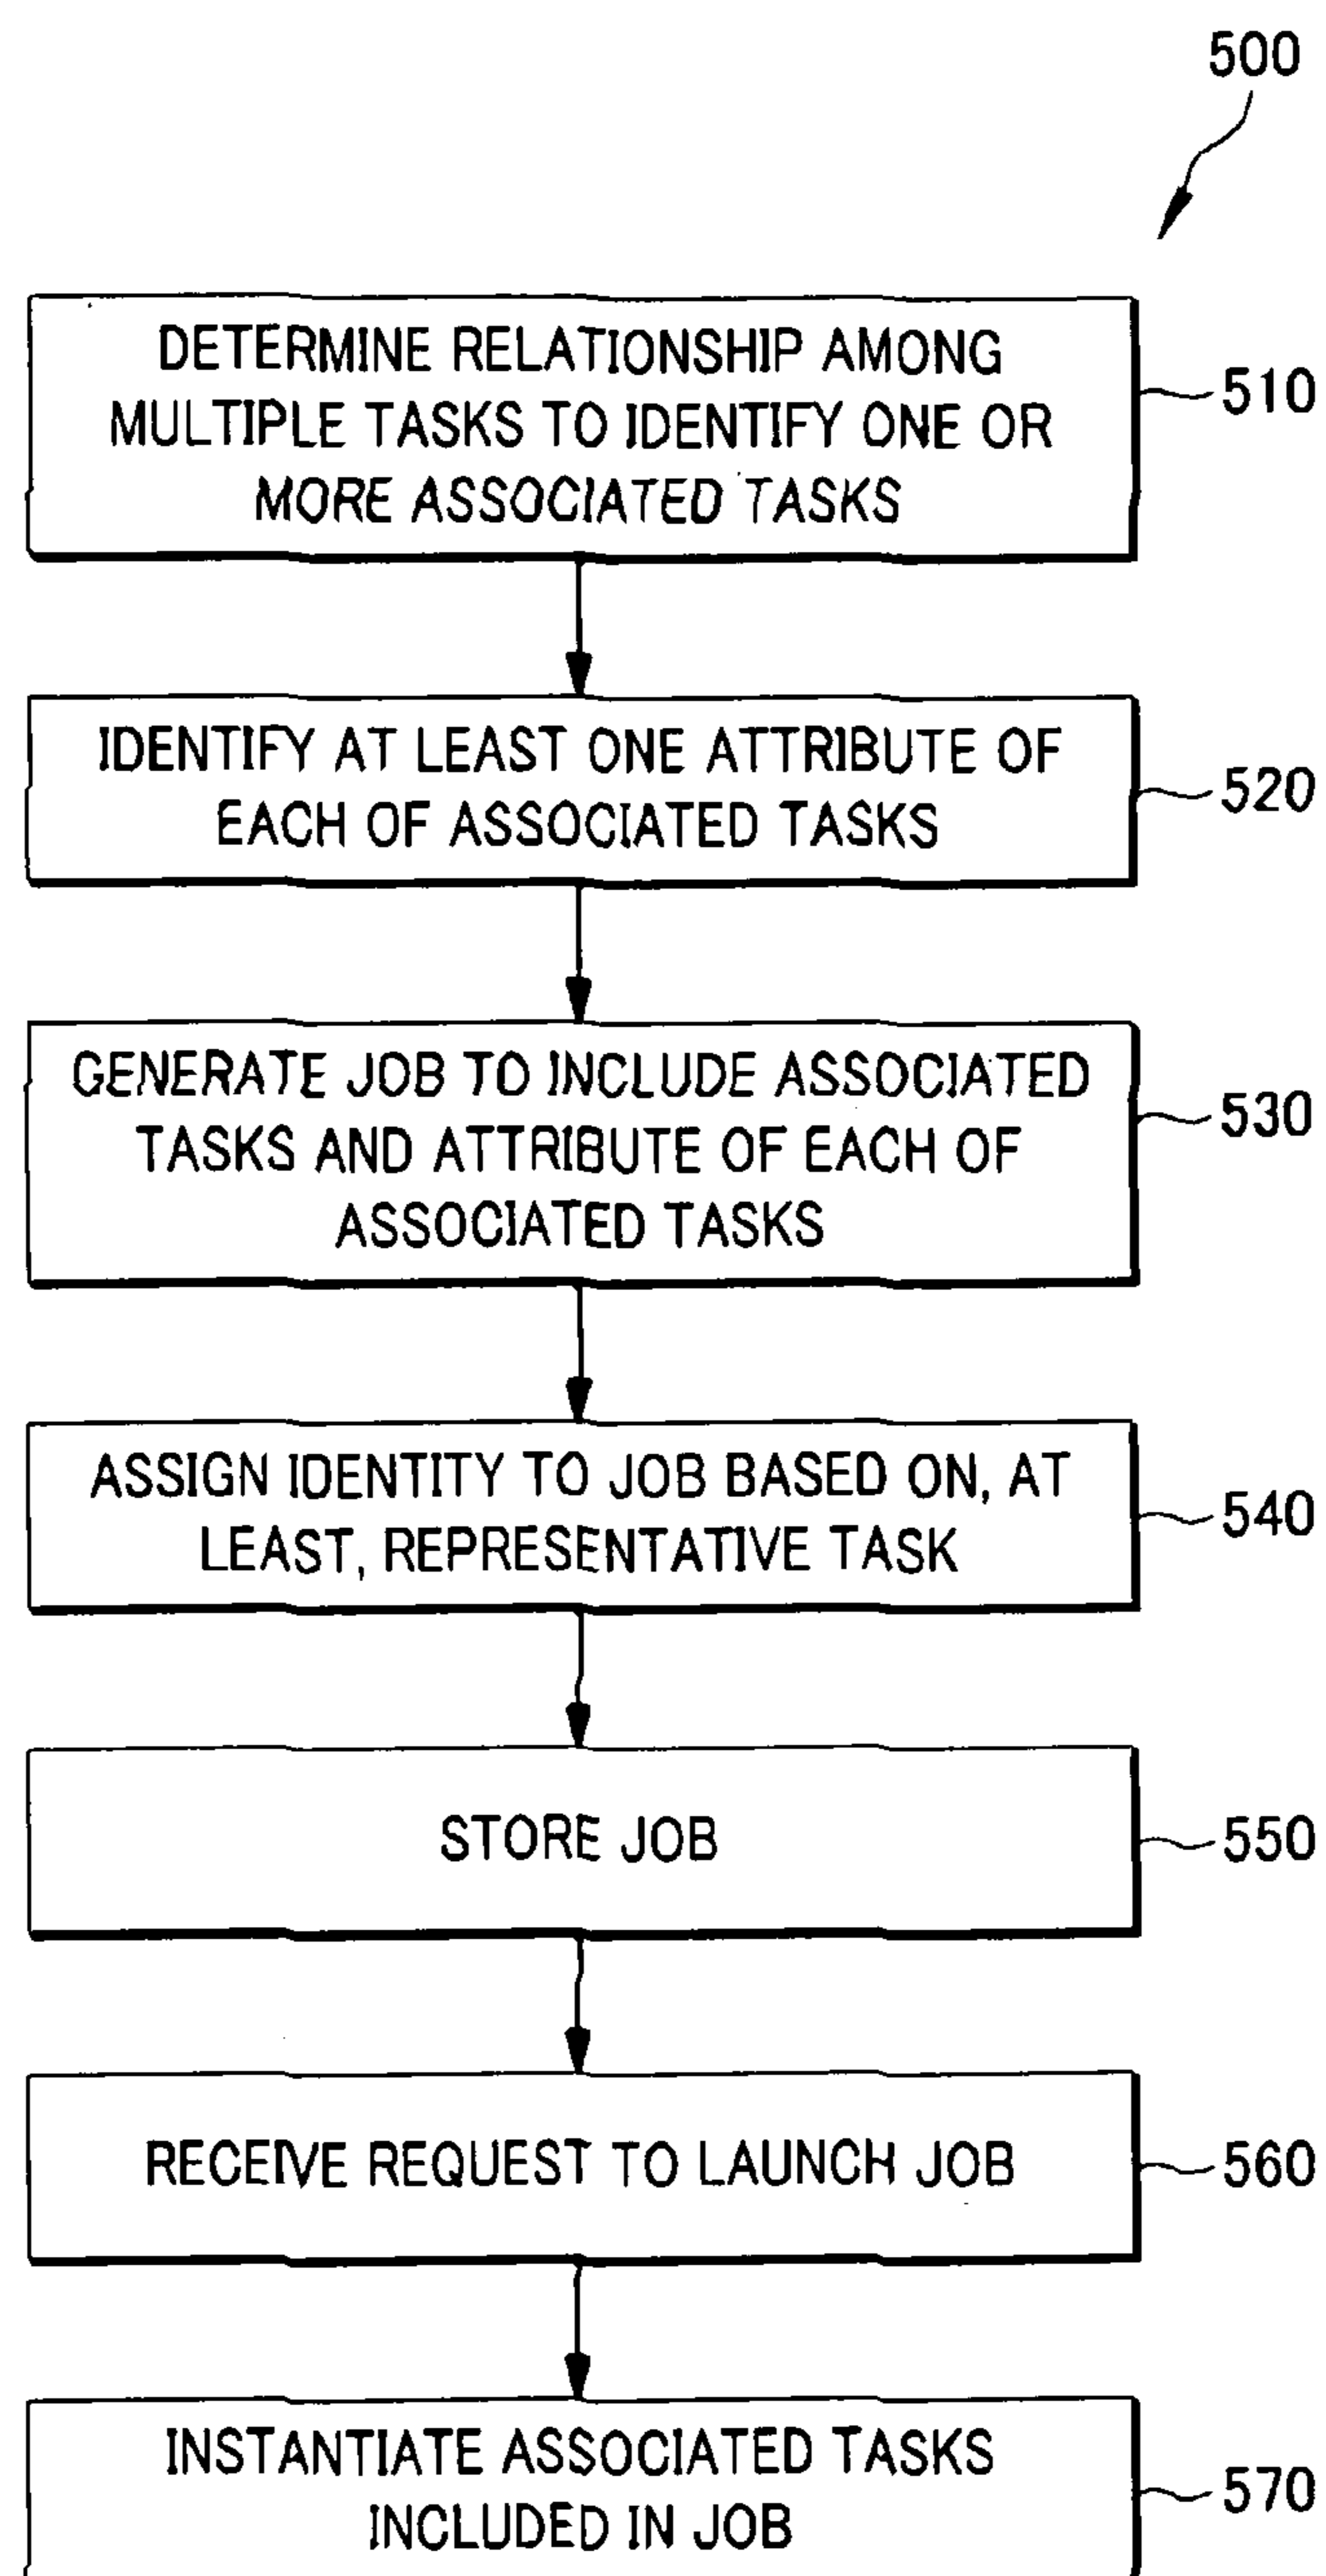 500
DETERMINE RELATIONSHIP AMONG
MULTIPLE TASKS TO IDENTIFY ONE OR
MORE ASSOCIATED TASKS
510
IDENTIFY AT LEAST ONE ATTRIBUTE OF
EACH OF ASSOCIATED TASKS
520
GENERATE JOB TO INCLUDE ASSOCIATED
TASKS AND ATTRIBUTE OF EACH OF
ASSOCIATED TASKS
530
ASSIGN IDENTITY TO JOB BASED ON, AT
LEAST, REPRESENTATIVE TASK
540
STORE JOB
550
RECEIVE REQUEST TO LAUNCH JOB
560
INSTANTIATE ASSOCIATED TASKS
INCLUDED IN JOB
570